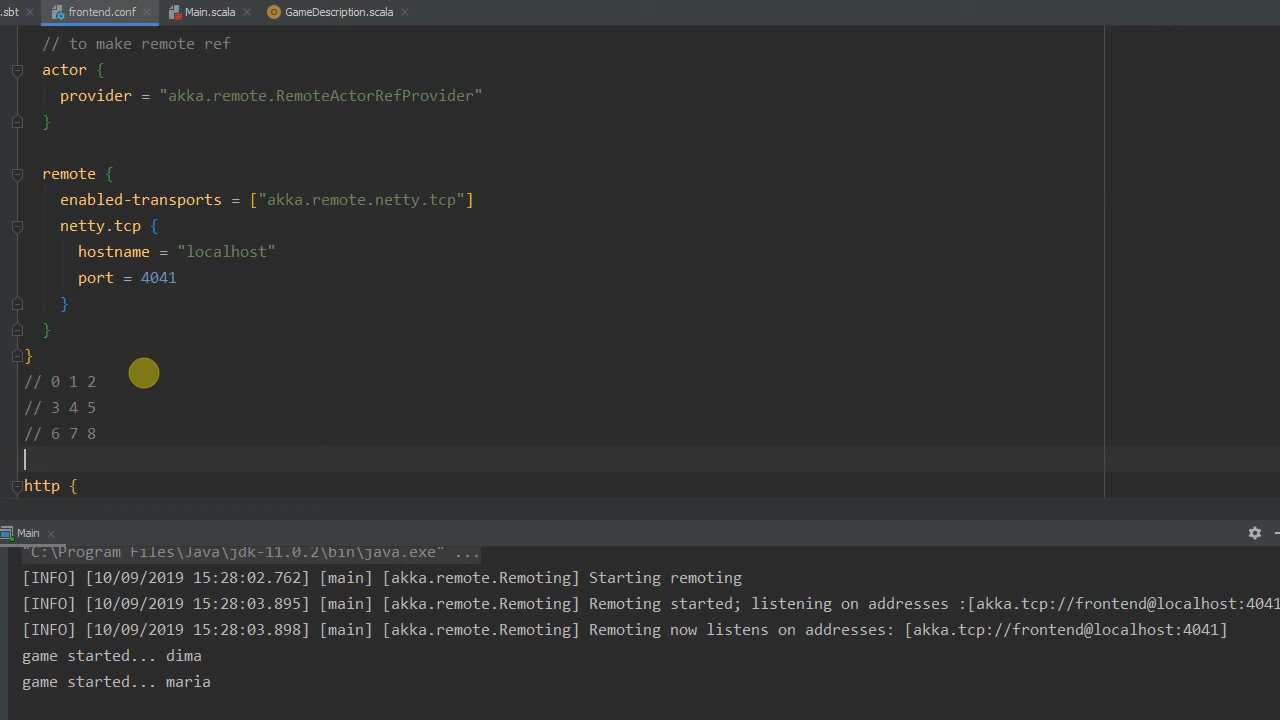 .sbt frontend.conf Main.scala GameDescription.scala
// to make remote ref
actor {
provider = "akka.remote.RemoteActorRefProvider"
}
remote {
enabled-transports = ["akka.remote.netty.tcp"]
netty.tcp {
hostname = "localhost"
port = 4041
}
}
}
// 0 1 2
// 3 4 5
// 6 7 8
http {
Main
"C:\Program Files\Java\jdk-11.0.2\bin\java.exe" ...
[INFO] [10/09/2019 15:28:02.762] [main] [akka.remote.Remoting] Starting remoting
[INFO] [10/09/2019 15:28:03.895] [main] [akka.remote.Remoting] Remoting started; listening on addresses :[akka.tcp://frontend@localhost:4041
[INFO] [10/09/2019 15:28:03.898] [main] [akka.remote.Remoting] Remoting now listens on addresses: [akka.tcp://frontend@localhost:4041]
game started... dima
game started... maria